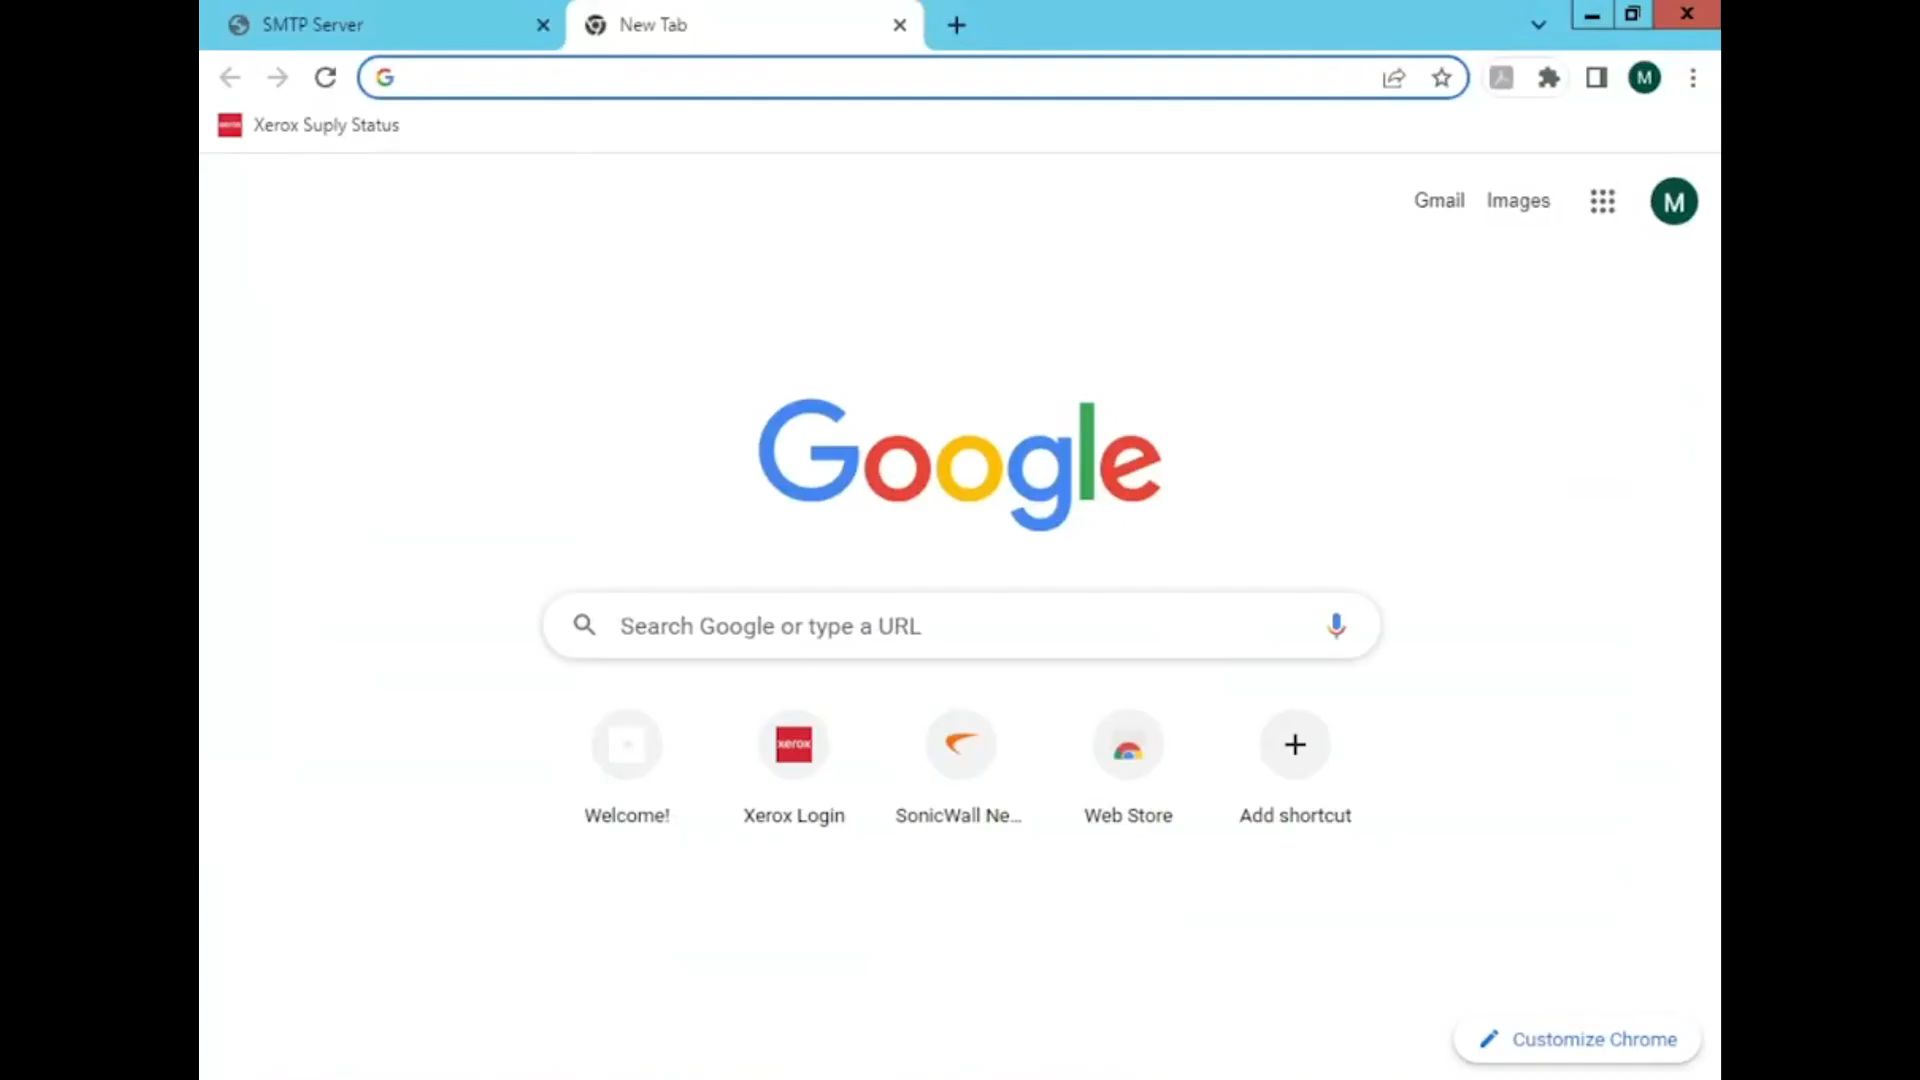 SMTP Server
New Tab
Xerox Suply Status
Gmail Images
M
Google
Search Google or type a URL
xerox
Welcome!
Xerox Login
SonicWall Ne...
Web Store
Add shortcut
Customize Chrome